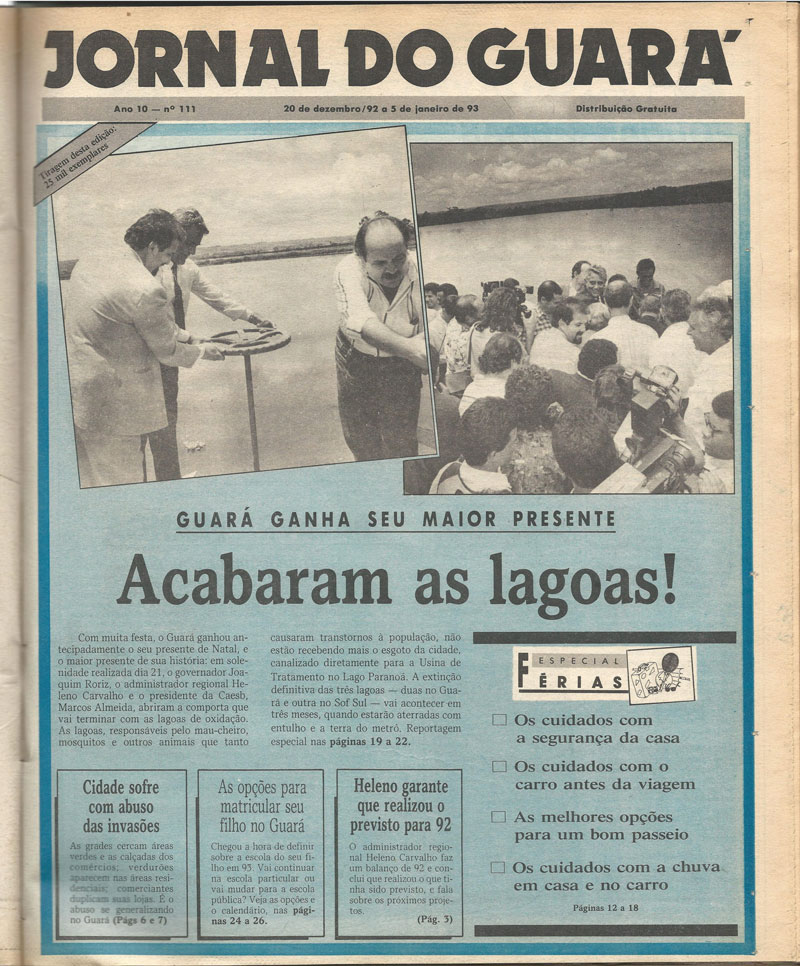 JORNAL DO GUARÁ
Ano 10 — nº 111
20 de dezembro/92 a 5 de janeiro de 93
Distribuição Gratuita
Tiragem desta edição:
25 mil exemplares
GUARÁ GANHA SEU MAIOR PRESENTE
Acabaram as lagoas!
Com muita festa, o Guará ganhou an-
tecipadamente o seu presente de Natal, e
o maior presente de sua história: em sole-
nidade realizada dia 21, o governador Joa-
quin Roriz, o administrador regional He-
leno Carvalho e o presidente da Caesb,
Marcos Almeida, abriram a comporta que
vai terminar com as lagoas de oxidação.
As lagoas, responsáveis pelo mau-cheiro,
mosquitos e outros animais que tanto
causaram transtornos à população, não
estão recebendo mais o esgoto da cidade,
canalizado diretamente para a Usina de
Tratamento no Lago Paranoá. A extinção
definitiva das três lagoas — duas no Gua-
rá e outra no Sof Sul — vai acontecer em
três meses, quando estarão aterradas com
entulho e a terra do metrô. Reportagem
especial nas páginas 19 a 22.
ESPECIAL
FÉRIAS
Os cuidados com
a segurança da casa
Os cuidados com o
carro antes da viagem
As melhores opções
para um bom passeio
Os cuidados com a chuva
em casa e no carro
Páginas 12 a 18
Cidade sofre
com abuso
das invasões
As grades cercam áreas
verdes e as calçadas dos
comércios; verdurões
aparecem nas áreas resi-
denciais; comerciantes
duplicam suas lojas. É o
abuso se generalizando
no Guará (Págs 6 e 7)
As opções para
matricular seu
filho no Guará
Chegou a hora de definir
sobre a escola do seu fi-
lho em 93. Vai continuar
na escola particular ou
vai mudar para a escola
pública? Veja as opções e
o calendário, nas pági-
nas 24 a 26.
Heleno garante
que realizou o
previsto para 92
O administrador regio-
nal Heleno Carvalho faz
um balanço de 92 e con-
clui que realizou o que ti-
nha sido previsto, e fala
sobre os próximos proje-
tos.
(Pág. 3)